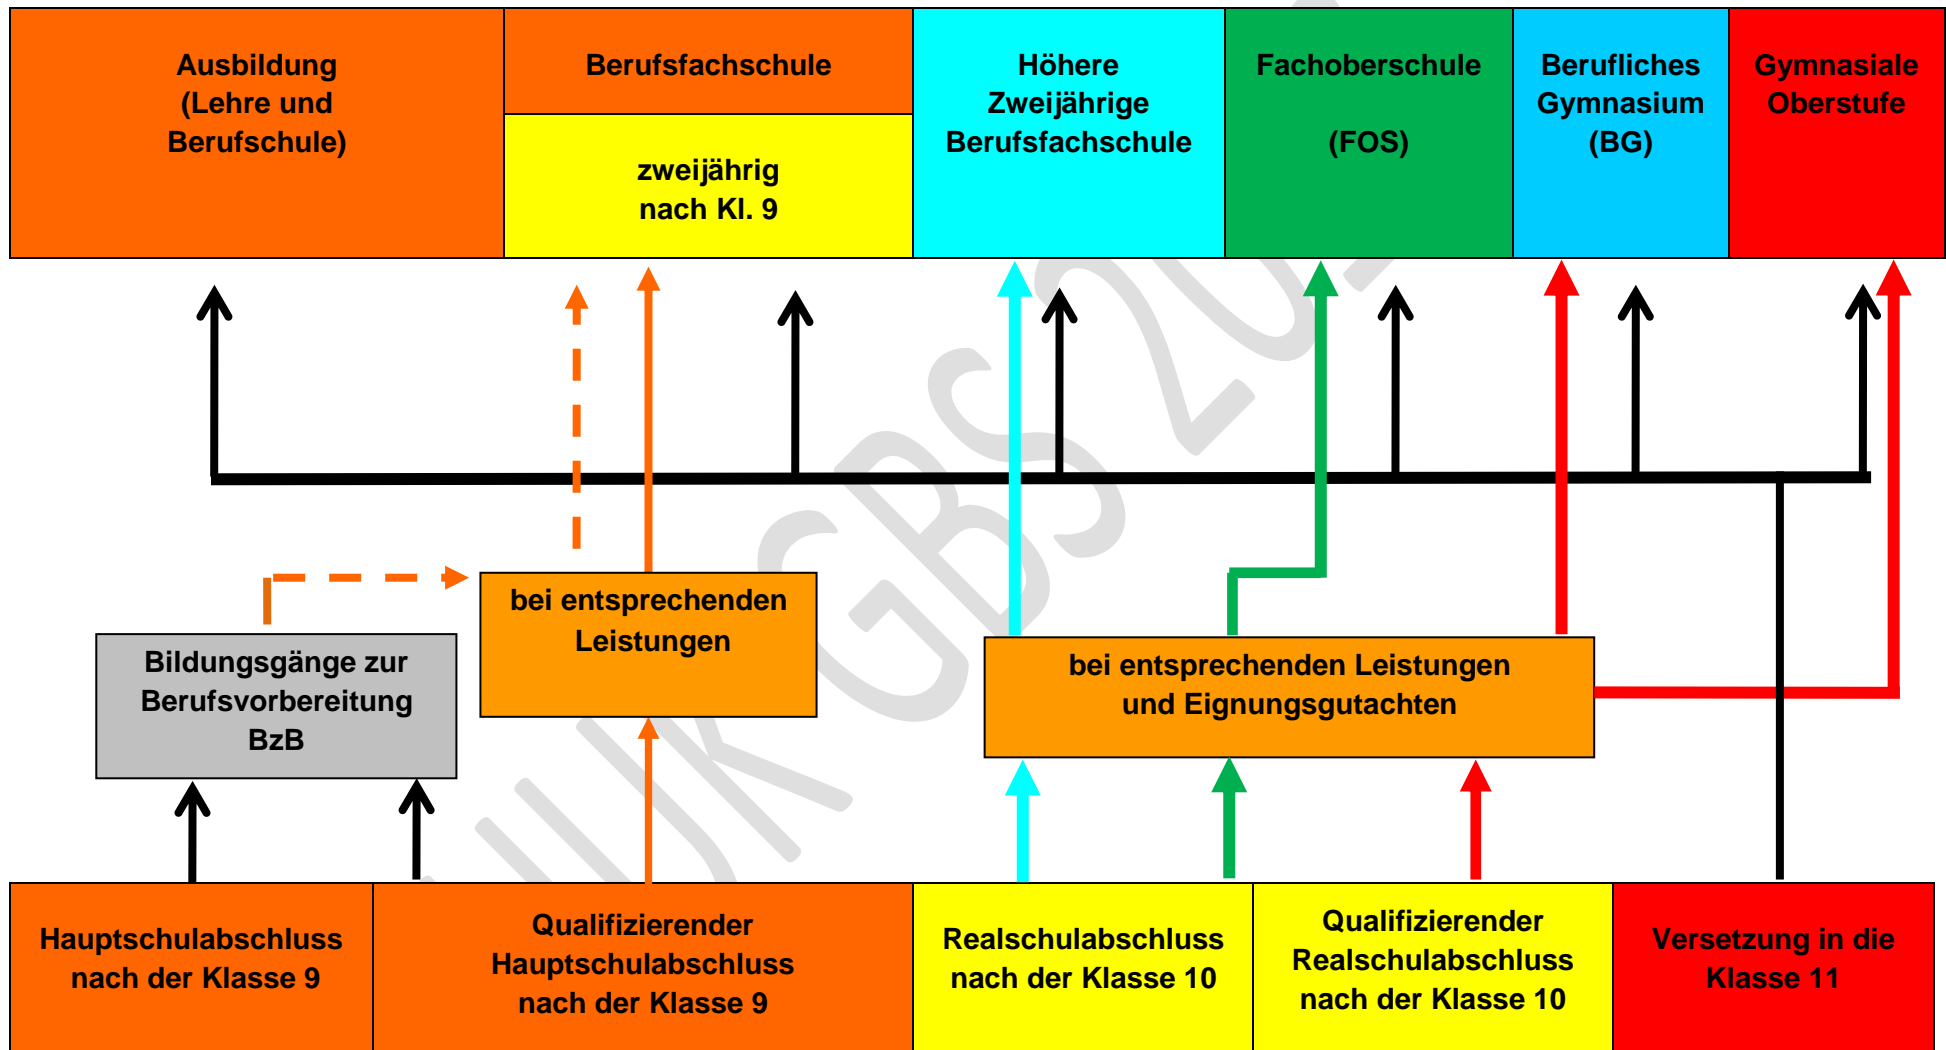 Ausbildung
(Lehre und
Berufschule)
Berufsfachschule
zweijährig
nach Kl. 9
Höhere
Zweijährige
Berufsfachschule
Fachoberschule
(FOS)
Berufliches
Gymnasium
(BG)
Gymnasiale
Oberstufe
bei entsprechenden
Leistungen
Bildungsgänge zur
Berufsvorbereitung
BzB
bei entsprechenden Leistungen
und Eignungsgutachten
Hauptschulabschluss
nach der Klasse 9
Qualifizierender
Hauptschulabschluss
nach der Klasse 9
Realschulabschluss
nach der Klasse 10
Qualifizierender
Realschulabschluss
nach der Klasse 10
Versetzung in die
Klasse 11
GBS